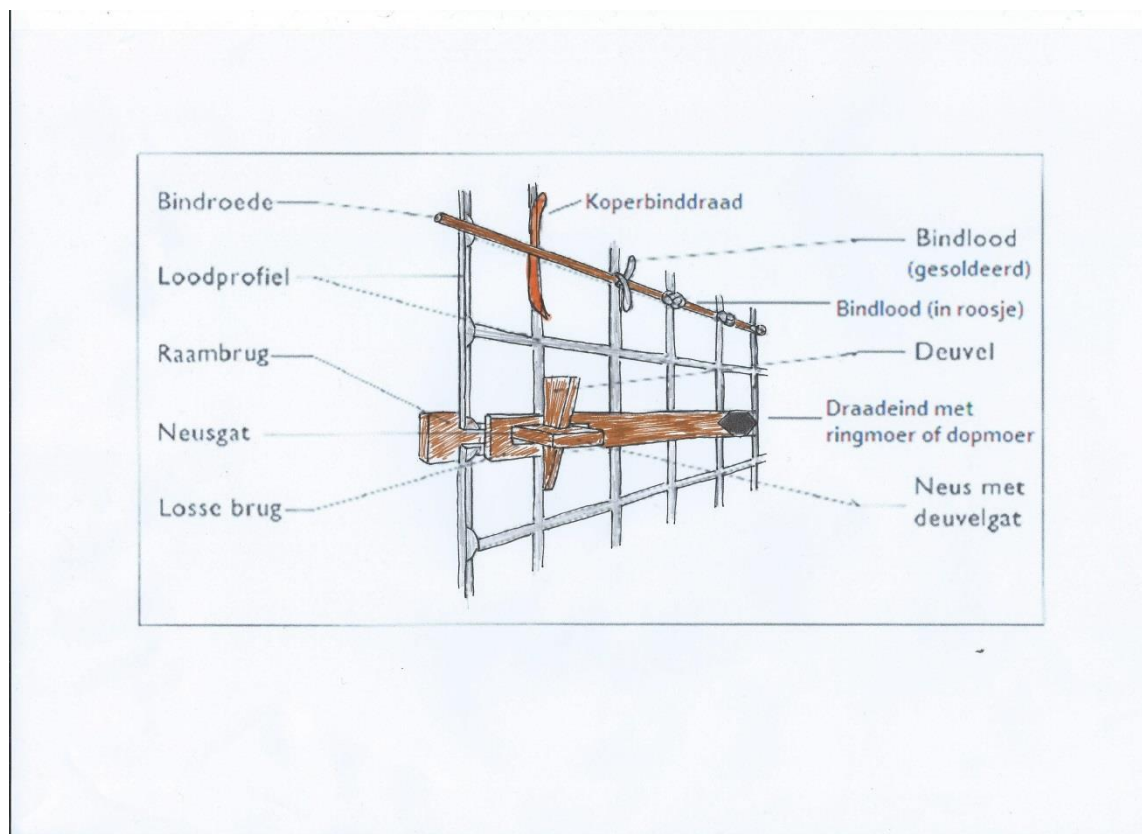 Bindroede
Loodprofiel
Raambrug
Neusgat
Losse brug
Koperbinddraad
Bindlood
(gesoldeerd)
Bindlood (in roosje)
Deuvel
Draadeind met
ringmoer of dopmoer
Neus met
deuvelgat